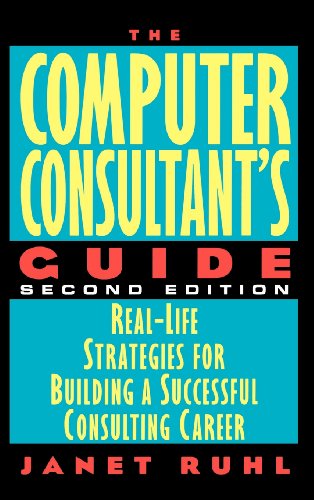 THE
COMPUTER
CONSULTANT'S
GUIDE
SECOND EDITION
REAL-LIFE
STRATEGIES FOR
BUILDING A SUCCESSFUL
CONSULTING CAREER
JANET RUHL